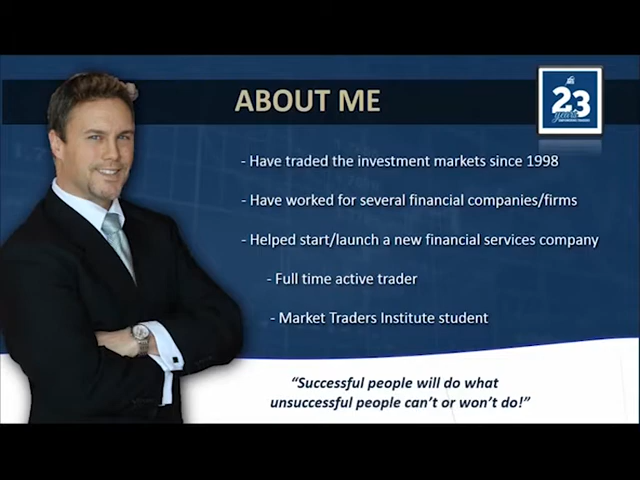 ABOUT ME
23
years
- Have traded the investment markets since 1998
- Have worked for several financial companies/firms
- Helped start/launch a new financial services company
- Full time active trader
- Market Traders Institute student
“Successful people will do what
unsuccessful people can’t or won’t do!”